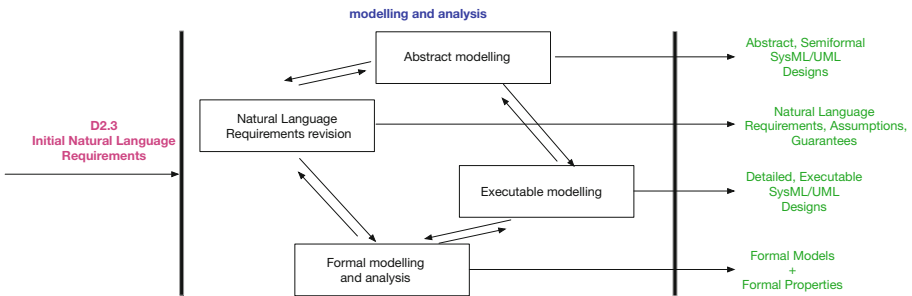 modelling and analysis
Abstract modelling
Abstract, Semiformal
SysML/UML
Designs
D2.3
Initial Natural Language
Requirements
Natural Language
Requirements revision
Natural Language
Requirements, Assumptions,
Guarantees
Executable modelling
Detailed, Executable
SysML/UML
Designs
Formal modelling
and analysis
Formal Models
+
Formal Properties